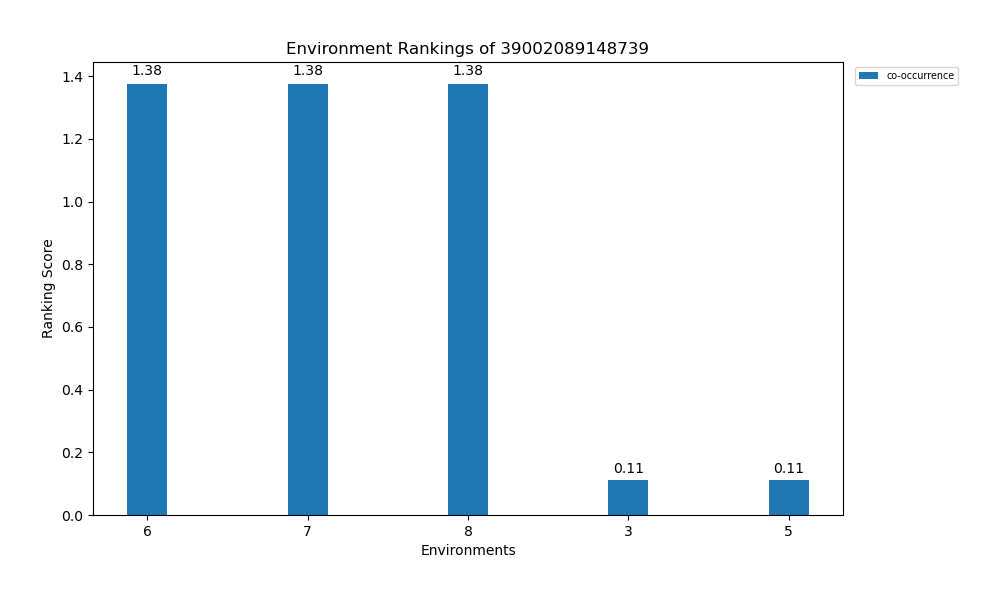 Environment Rankings of 39002089148739
co-occurrence
1.38 1.38 1.38 0.11 0.11
Ranking Score
1.4
1.2
1.0
0.8
0.6
0.4
0.2
0.0
6 7 8 3 5
Environments